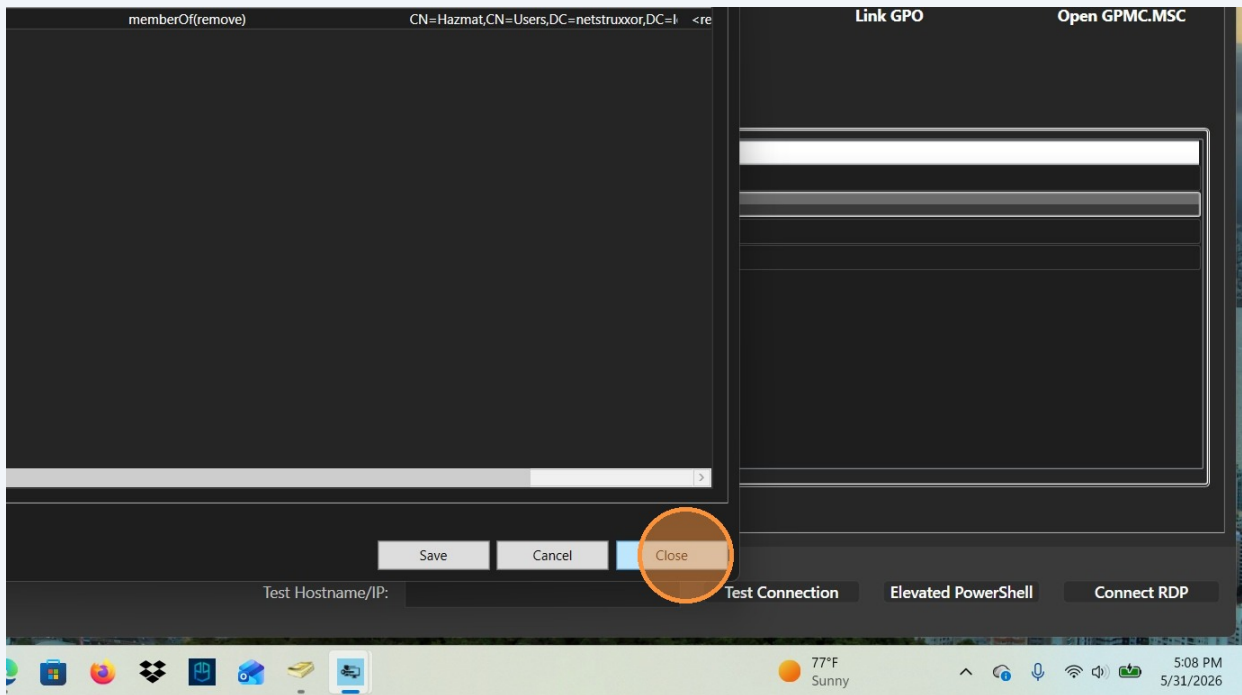 memberOf(remove) CN=Hazmat,CN=Users,DC=netstruxxor,DC=l <re
Link GPO Open GPMC.MSC
Save Cancel Close
Test Hostname/IP: Test Connection Elevated PowerShell Connect RDP
77°F
Sunny
5:08 PM
5/31/2026